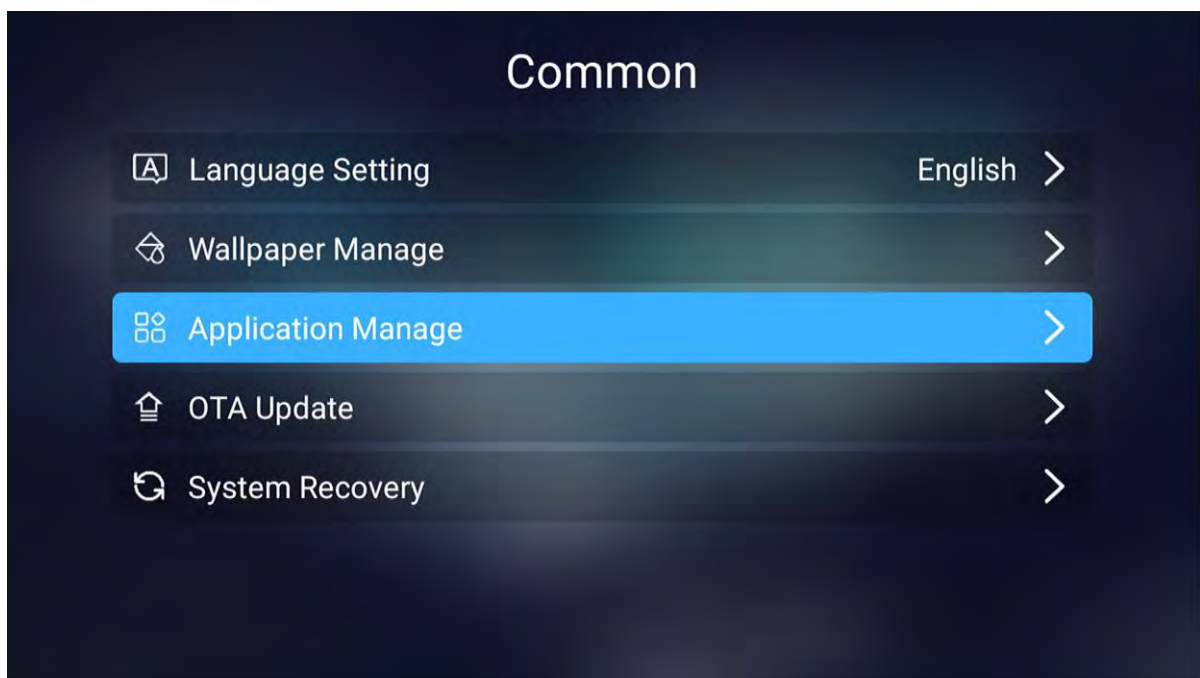 Common
Language Setting English
Wallpaper Manage
Application Manage
OTA Update
System Recovery